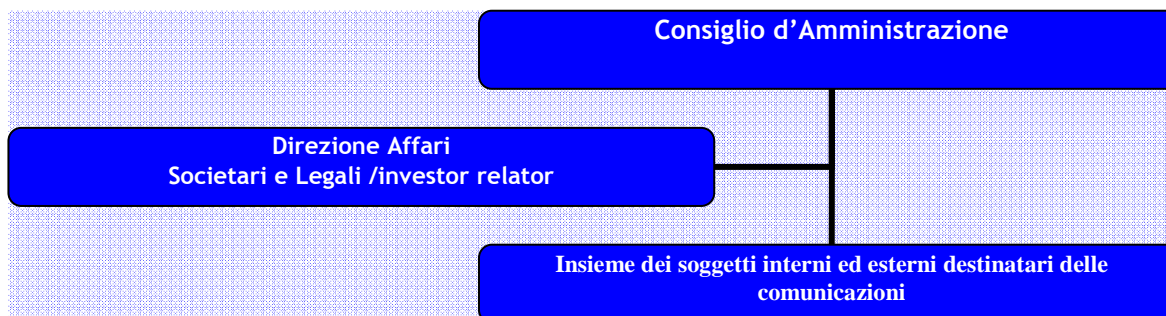 Consiglio d’Amministrazione
Direzione Affari
Societari e Legali /investor relator
Insieme dei soggetti interni ed esterni destinatari delle
comunicazioni